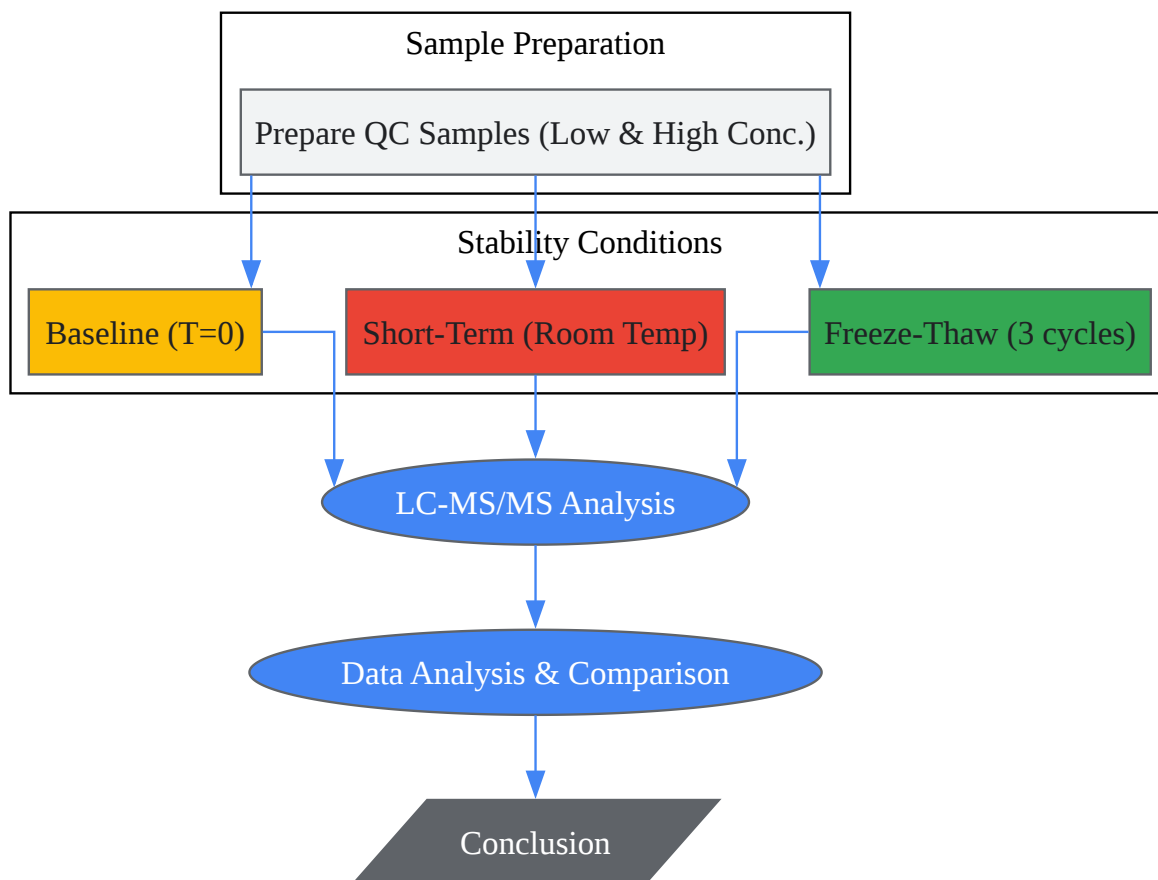 Sample Preparation
Prepare QC Samples (Low & High Conc.)
Stability Conditions
Baseline (T=0)
Short-Term (Room Temp)
Freeze-Thaw (3 cycles)
LC-MS/MS Analysis
Data Analysis & Comparison
Conclusion